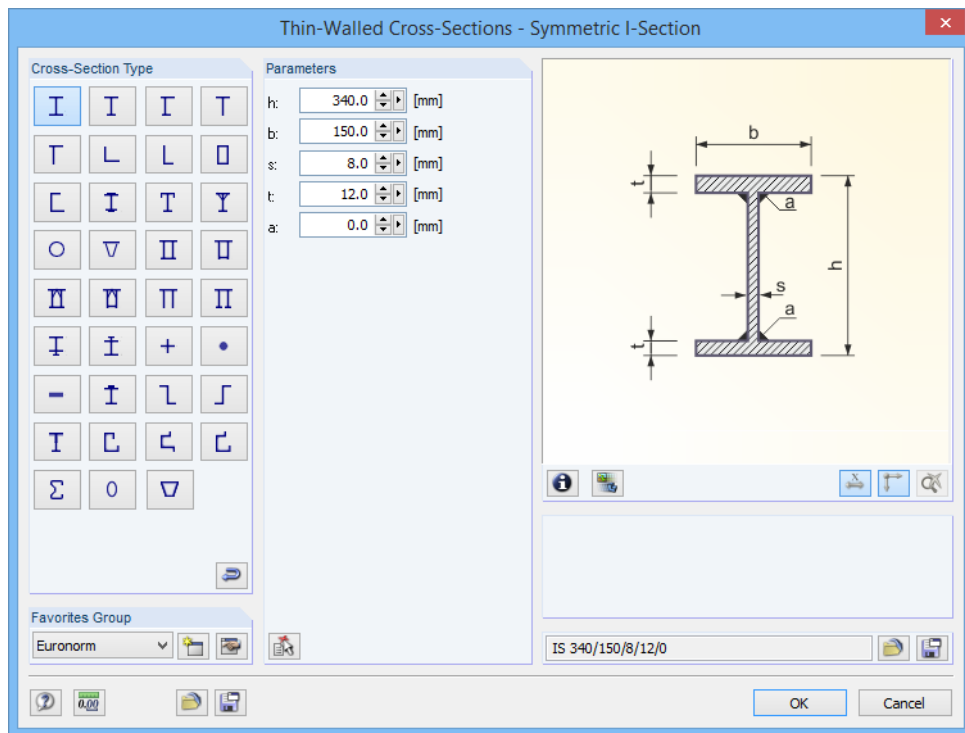 Thin-Walled Cross-Sections - Symmetric I-Section
Cross-Section Type
Parameters
h: 340.0 [mm]
b: 150.0 [mm]
s: 8.0 [mm]
t: 12.0 [mm]
a: 0.0 [mm]
b
t
a
h
s
a
t
Favorites Group
Euronorm
IS 340/150/8/12/0
0.00
OK
Cancel